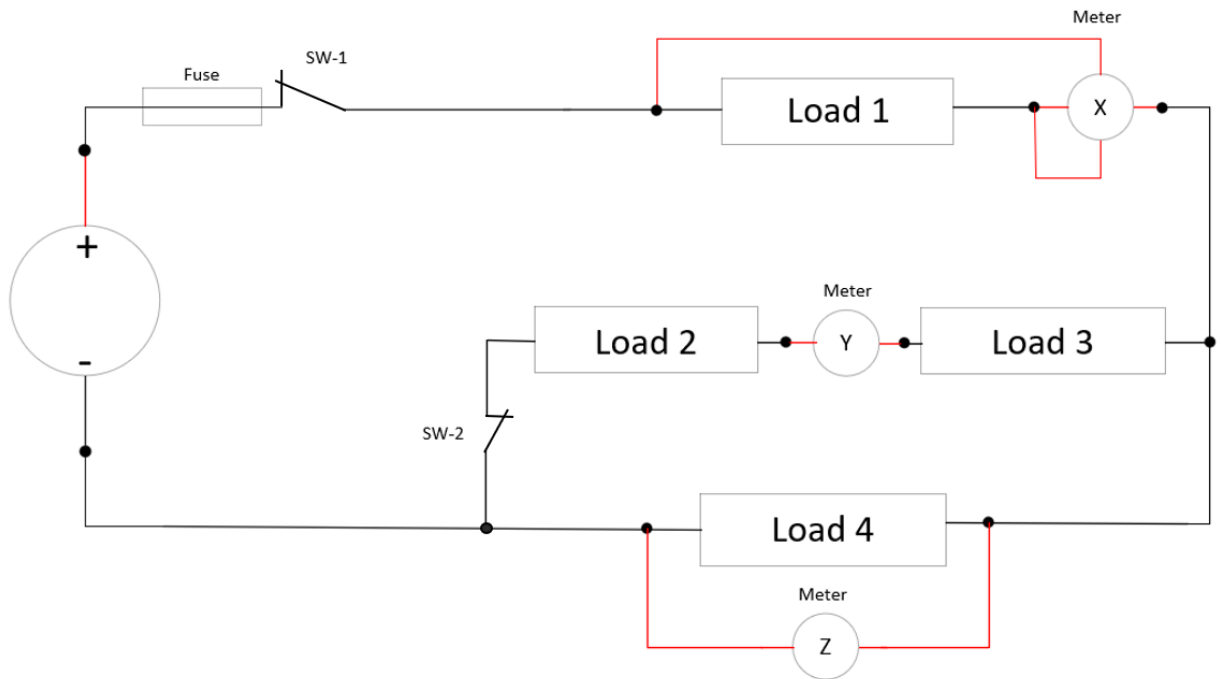 Meter
SW-1
Fuse
Load 1
X
+
-
Meter
Load 2
Y
Load 3
SW-2
Load 4
Meter
Z